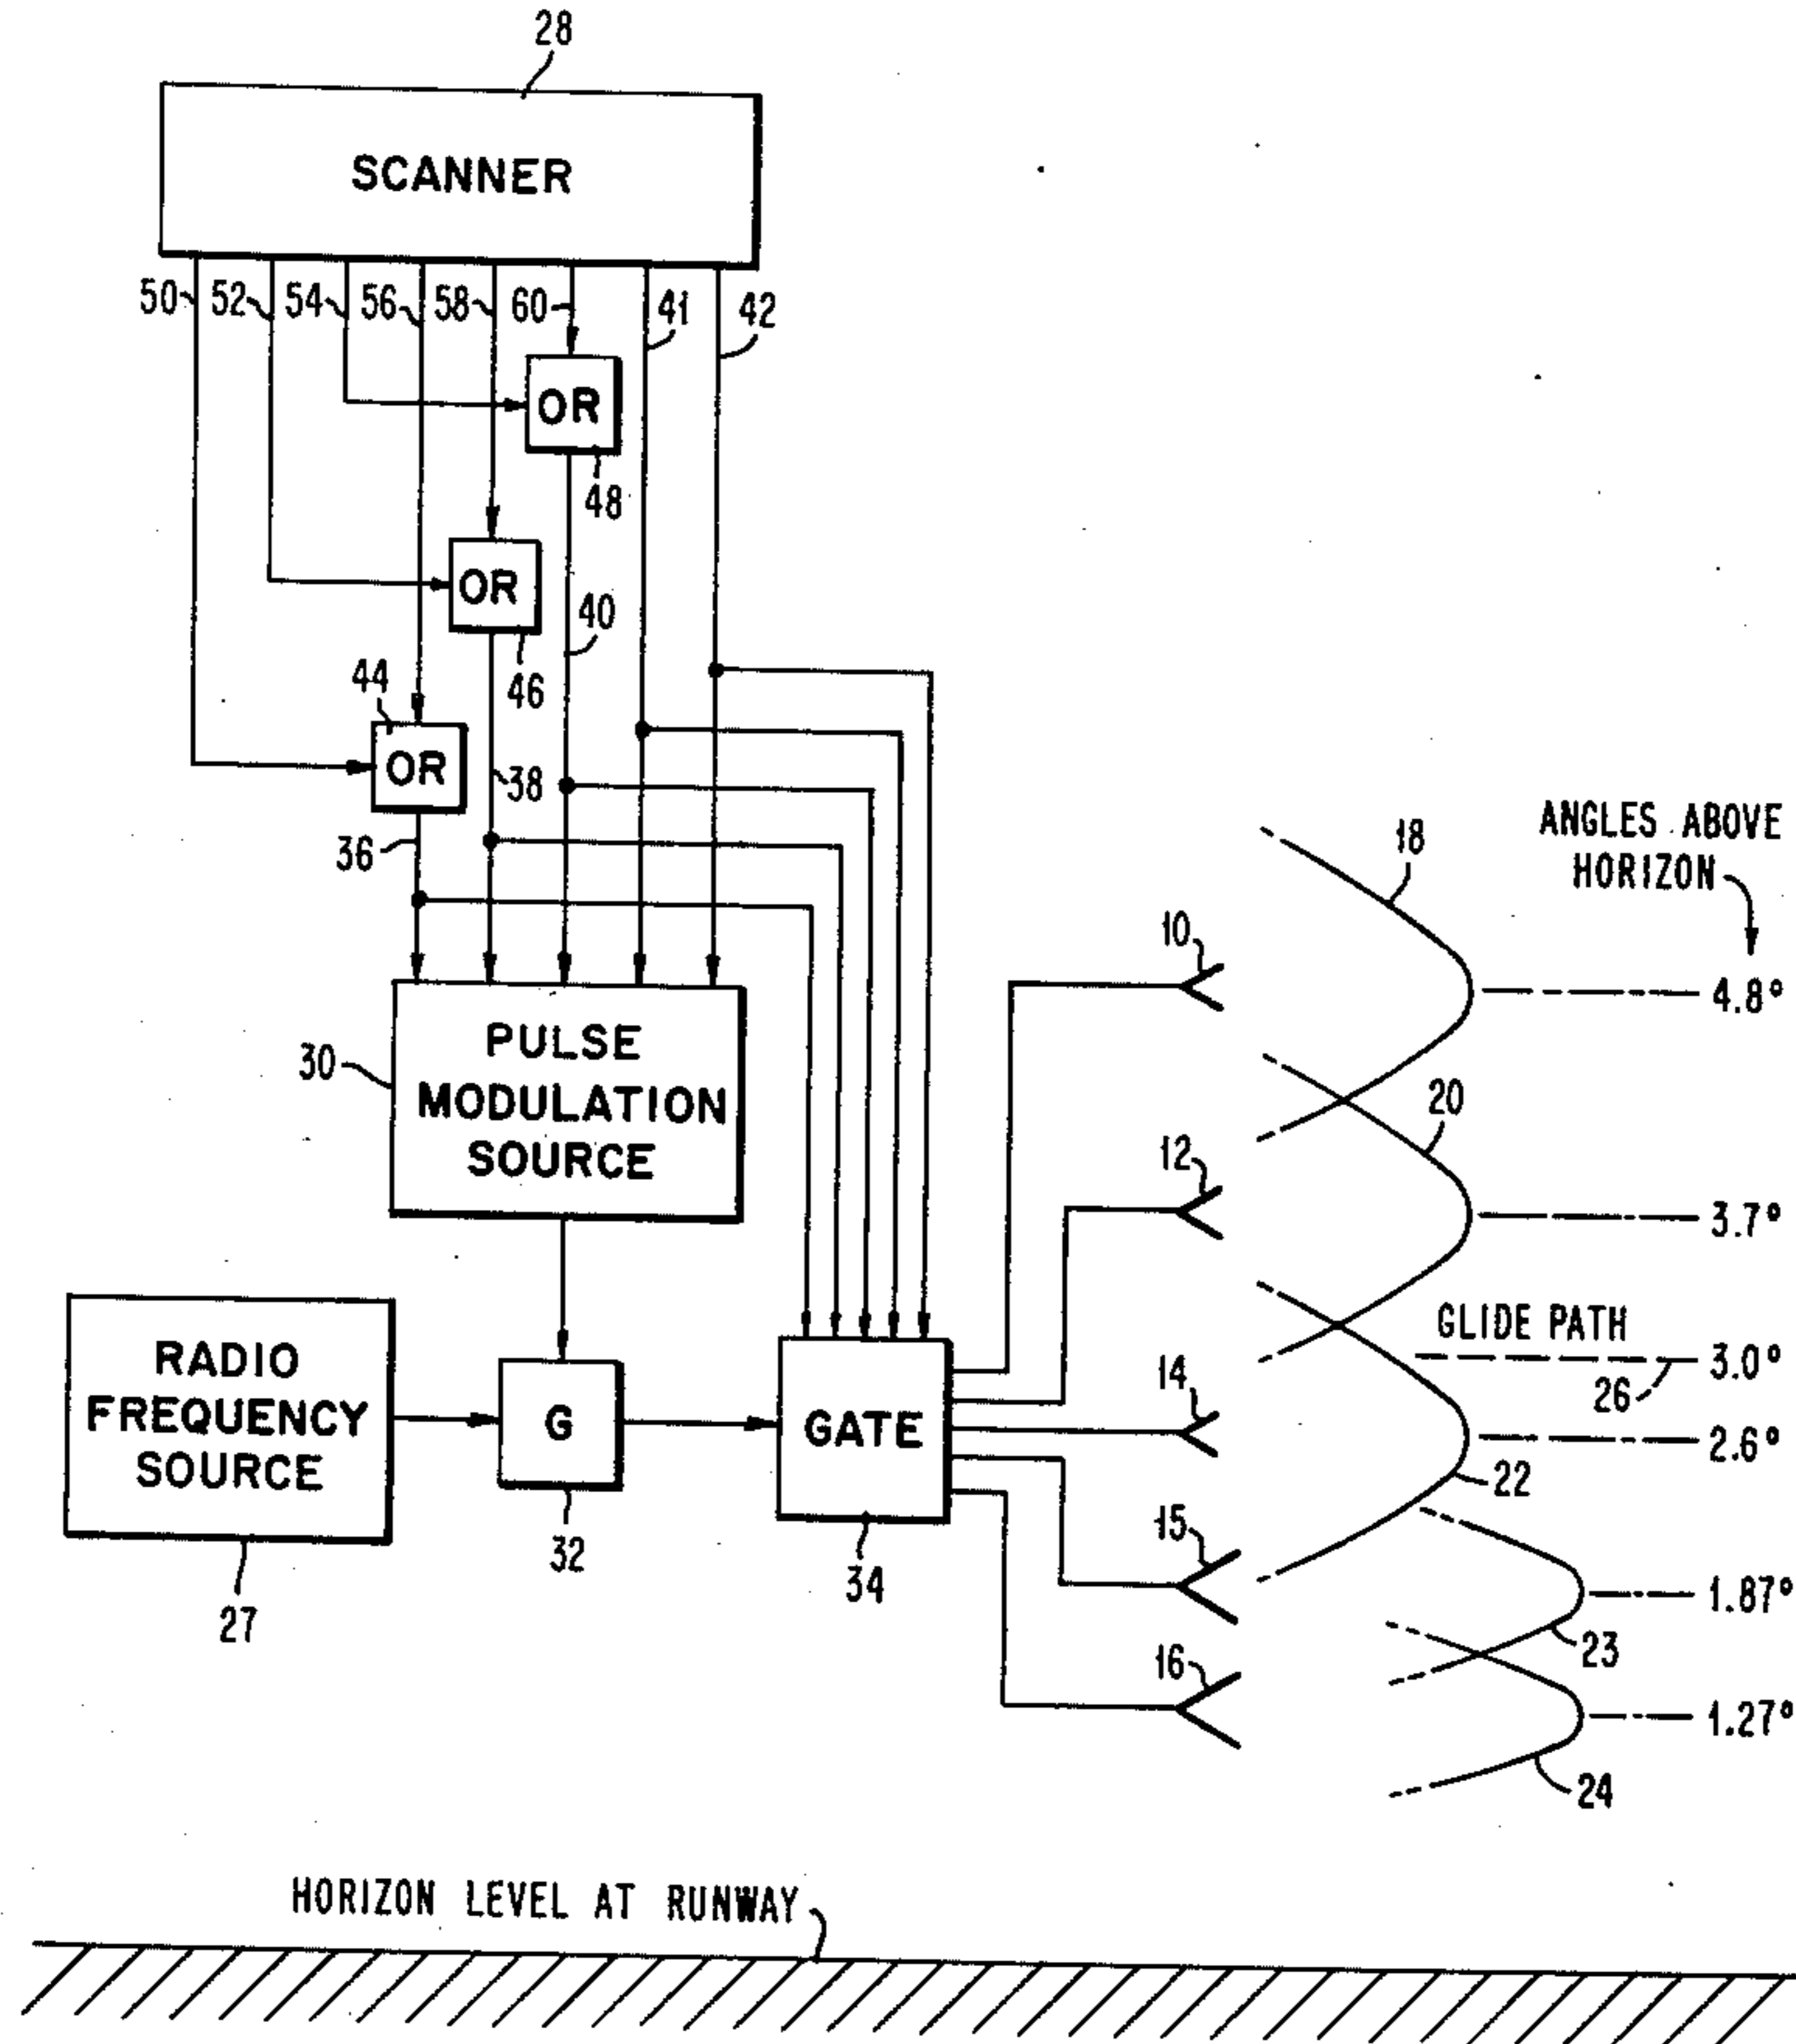 28
SCANNER
50
52
54
56
58
60
41
42
OR
48
OR
46
40
44
OR
38
36
ANGLES ABOVE
HORIZON
18
10
4.8°
PULSE
MODULATION
SOURCE
30
20
12
3.7°
GLIDE PATH
3.0°
26
RADIO
FREQUENCY
SOURCE
27
G
32
GATE
34
14
2.6°
22
15
1.87°
23
16
1.27°
24
HORIZON LEVEL AT RUNWAY